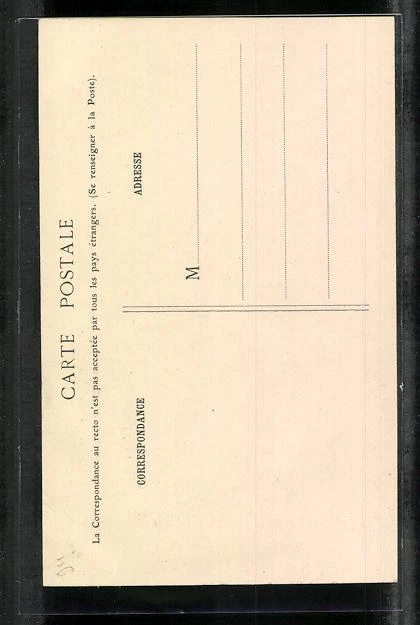 CARTE POSTALE
La Correspondance au recto n'est pas acceptée par tous les pays étrangers. (Se renseigner à la Poste).
CORRESPONDANCE
ADRESSE
M